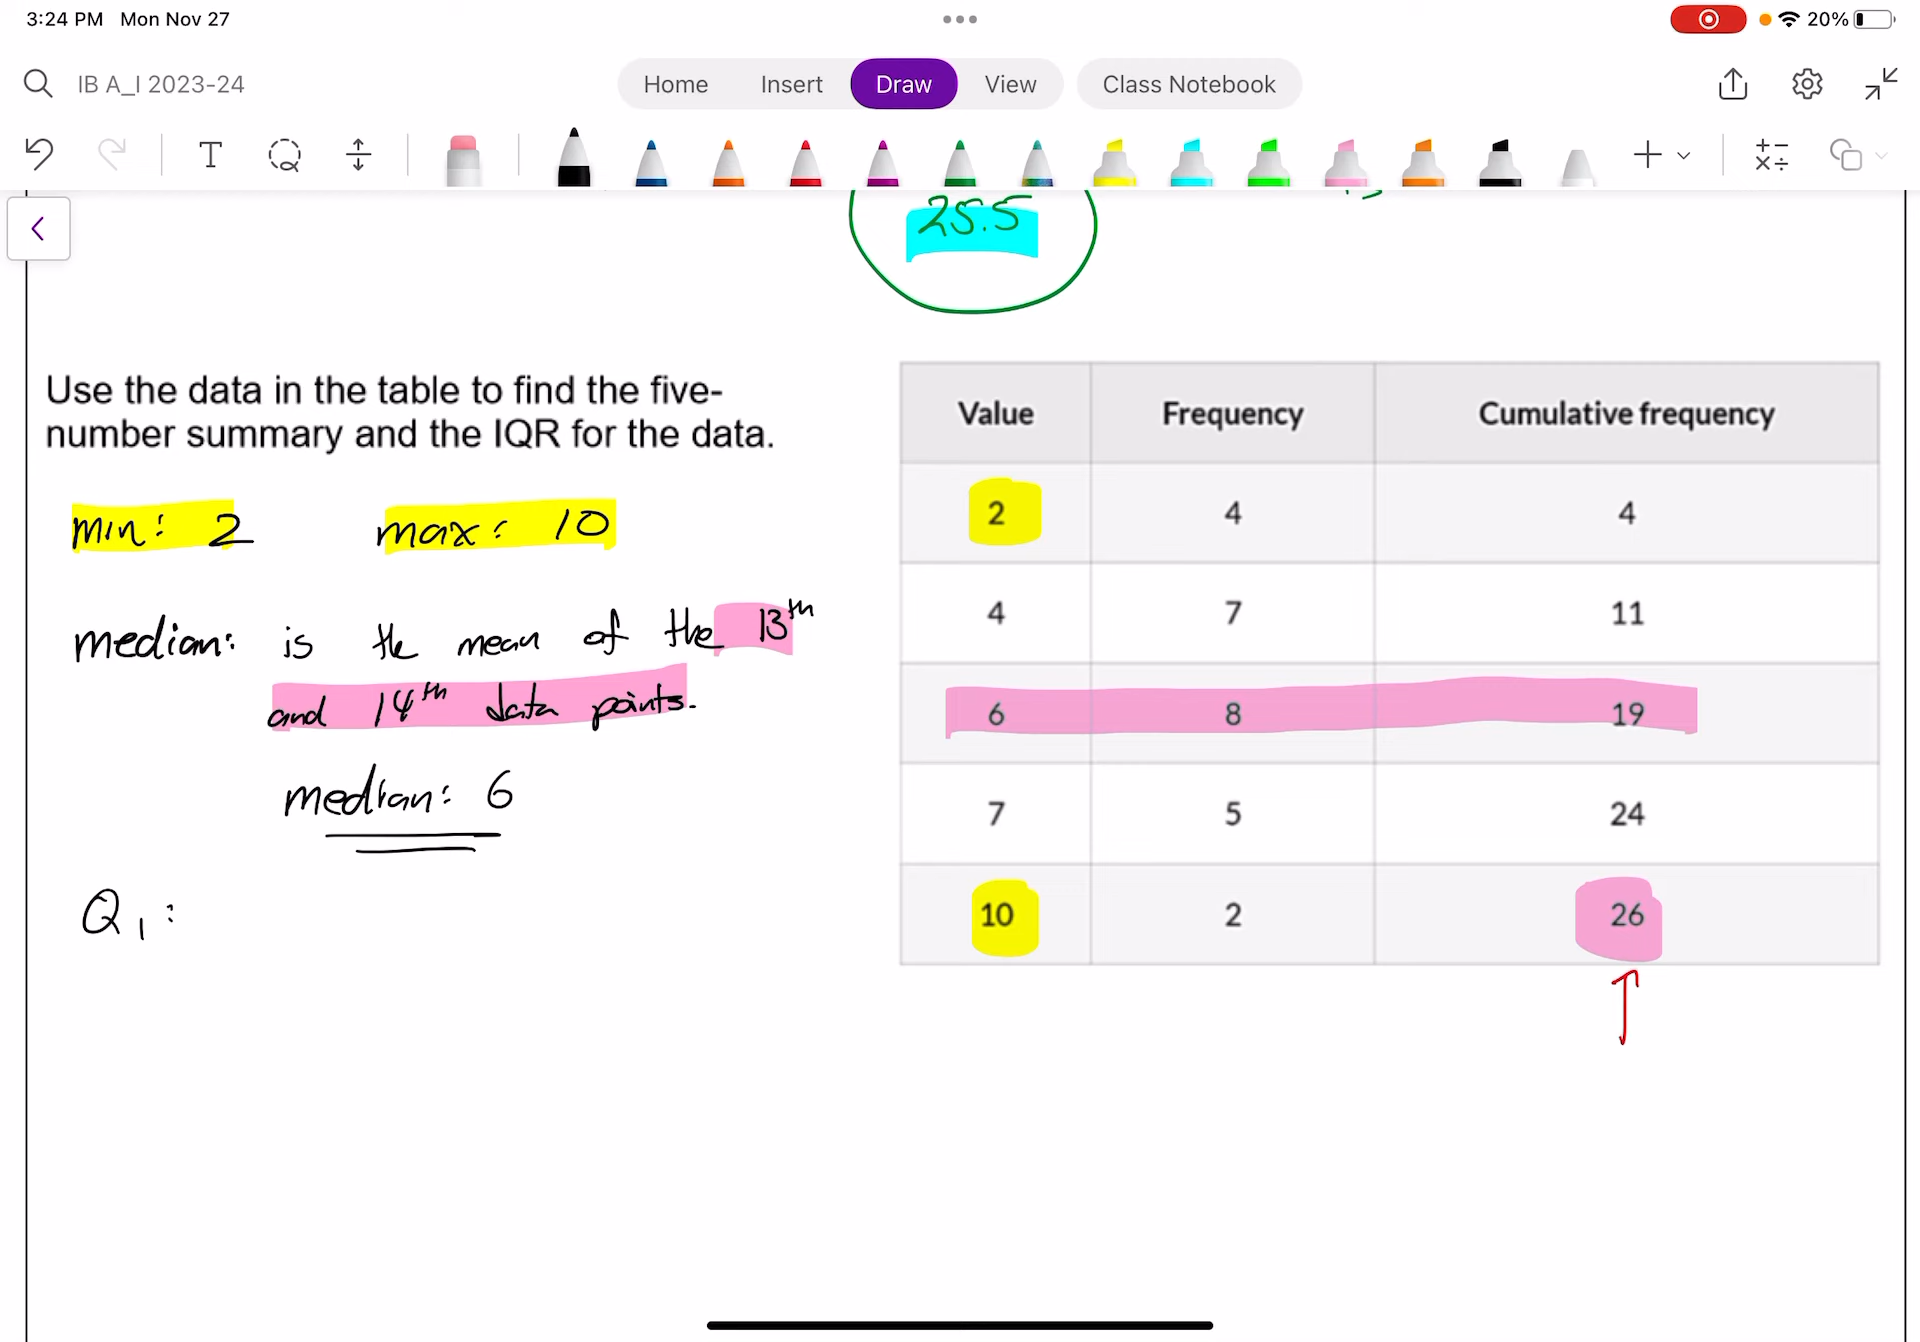 3:24 PM Mon Nov 27
20%
IB A_I 2023-24
Home Insert Draw View Class Notebook
T
25.5
Use the data in the table to find the five-
number summary and the IQR for the data.
min: 2 max: 10
median: is the mean of the 13th
and 14th data points.
median: 6
Q1:
Value Frequency Cumulative frequency
2 4 4
4 7 11
6 8 19
7 5 24
10 2 26